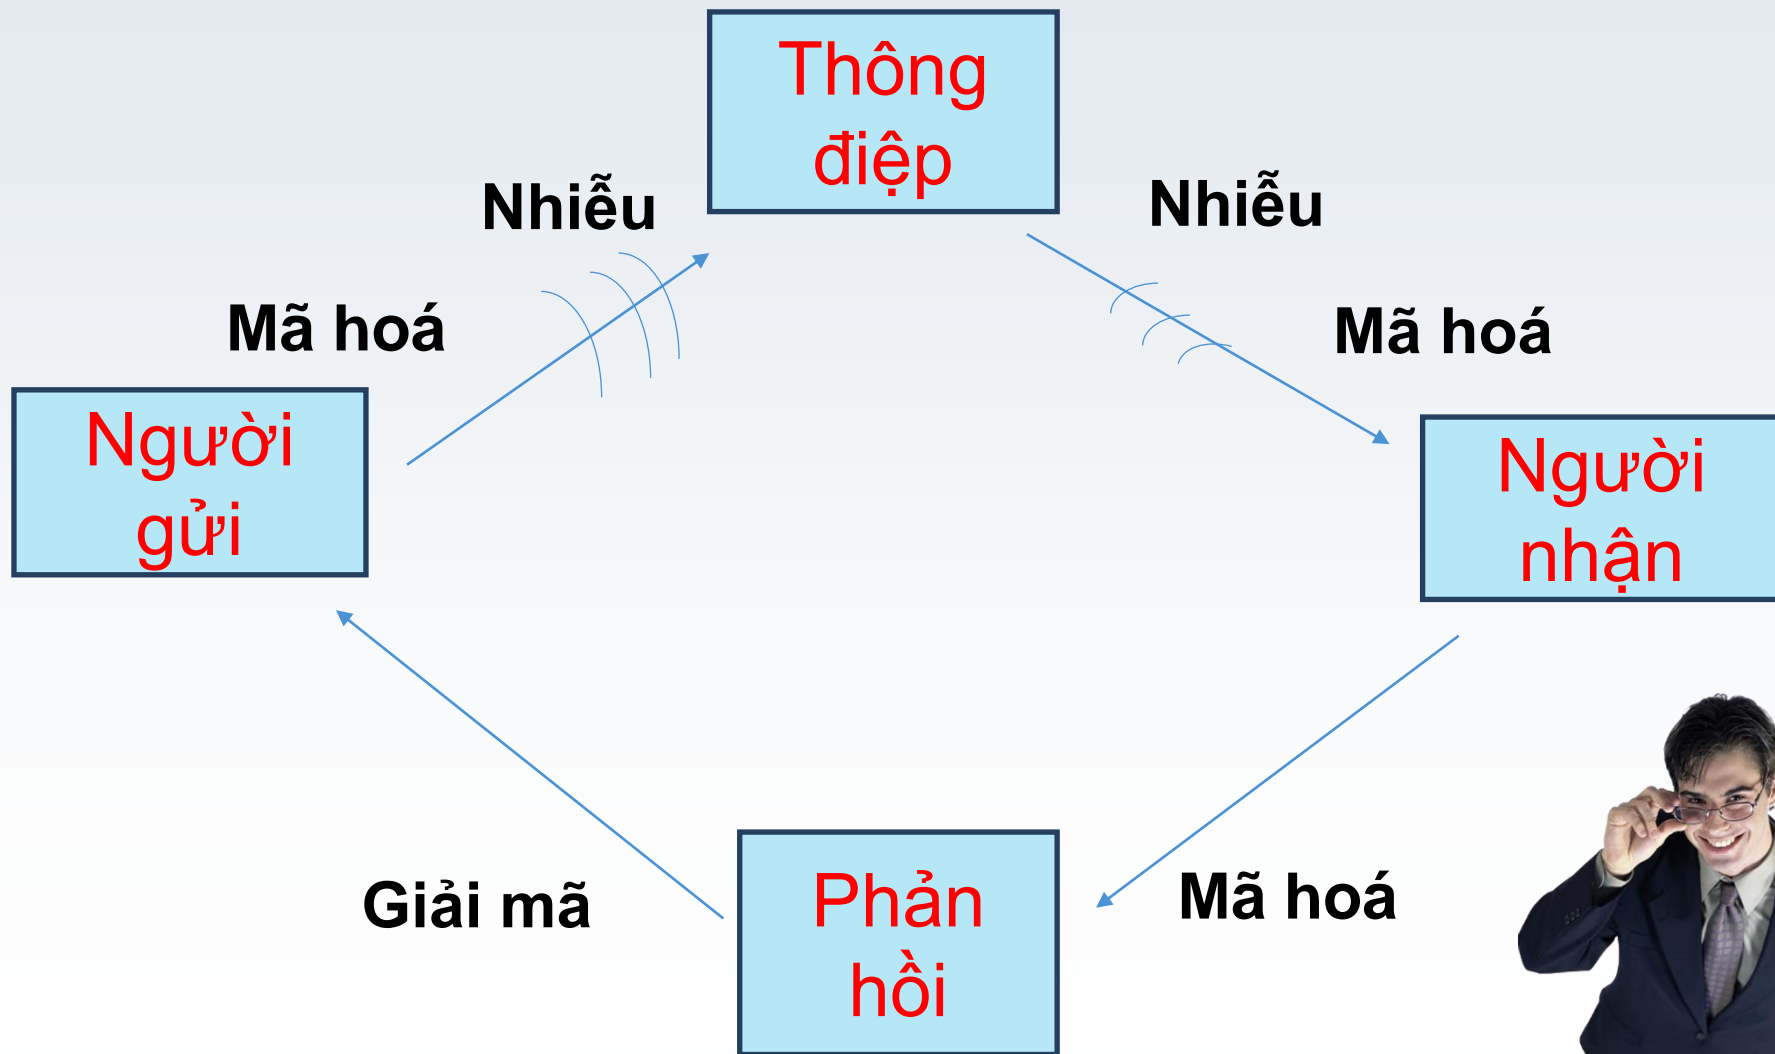 Thông
điệp
Nhiễu
Nhiễu
Mã hoá
Mã hoá
Người
gửi
Người
nhận
Giải mã
Phản
hồi
Mã hoá